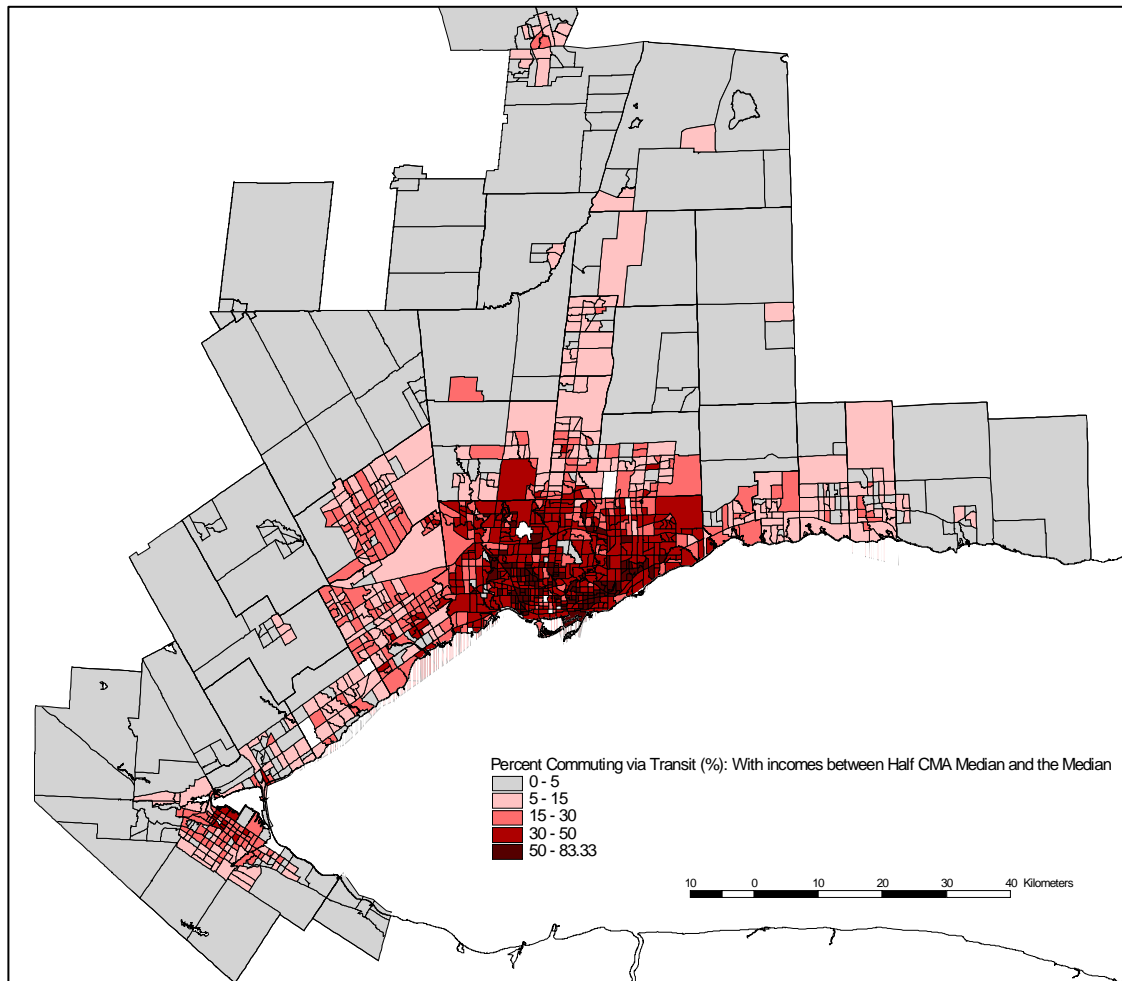 Percent Commuting via Transit (%): With incomes between Half CMA Median and the Median
0 - 5
5 - 15
15 - 30
30 - 50
50 - 83.33
10 0 10 20 30 40 Kilometers